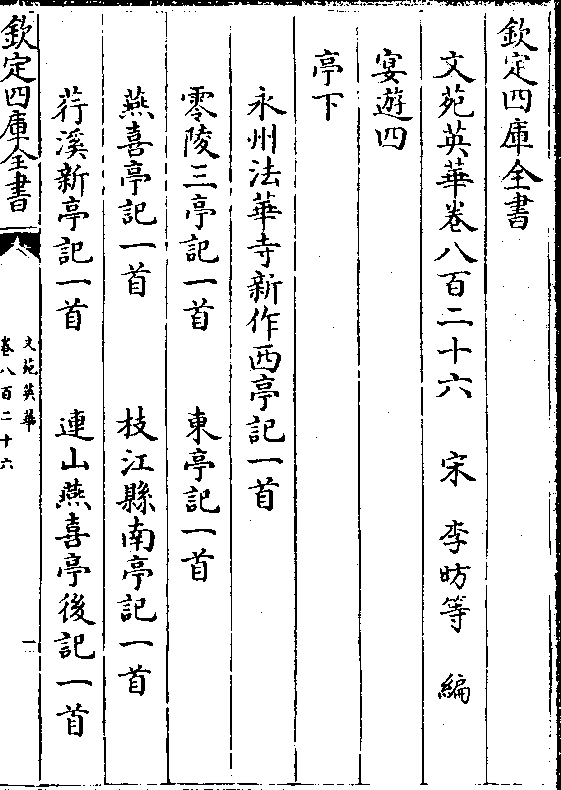 欽定四庫全書
文苑英華卷八百二十六 宋 李昉等 編
宴遊四
亭下
永州法華寺新作西亭記一首
零陵三亭記一首 東亭記一首
燕喜亭記一首 枝江縣南亭記一首
荇溪新亭記一首 連山燕喜亭後記一首
欽定四庫全書
文苑英華
卷八百二十六
一